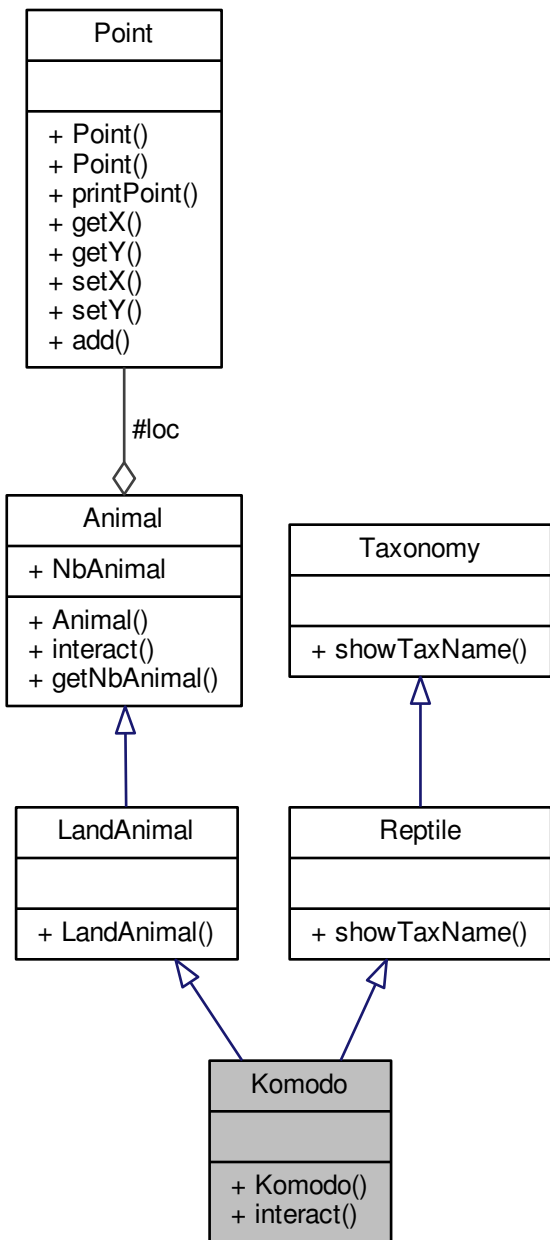 Point
+ Point()
+ Point()
+ printPoint()
+ getX()
+ getY()
+ setX()
+ setY()
+ add()
#loc
Animal
+ NbAnimal
+ Animal()
+ interact()
+ getNbAnimal()
Taxonomy
+ showTaxName()
LandAnimal
+ LandAnimal()
Reptile
+ showTaxName()
Komodo
+ Komodo()
+ interact()